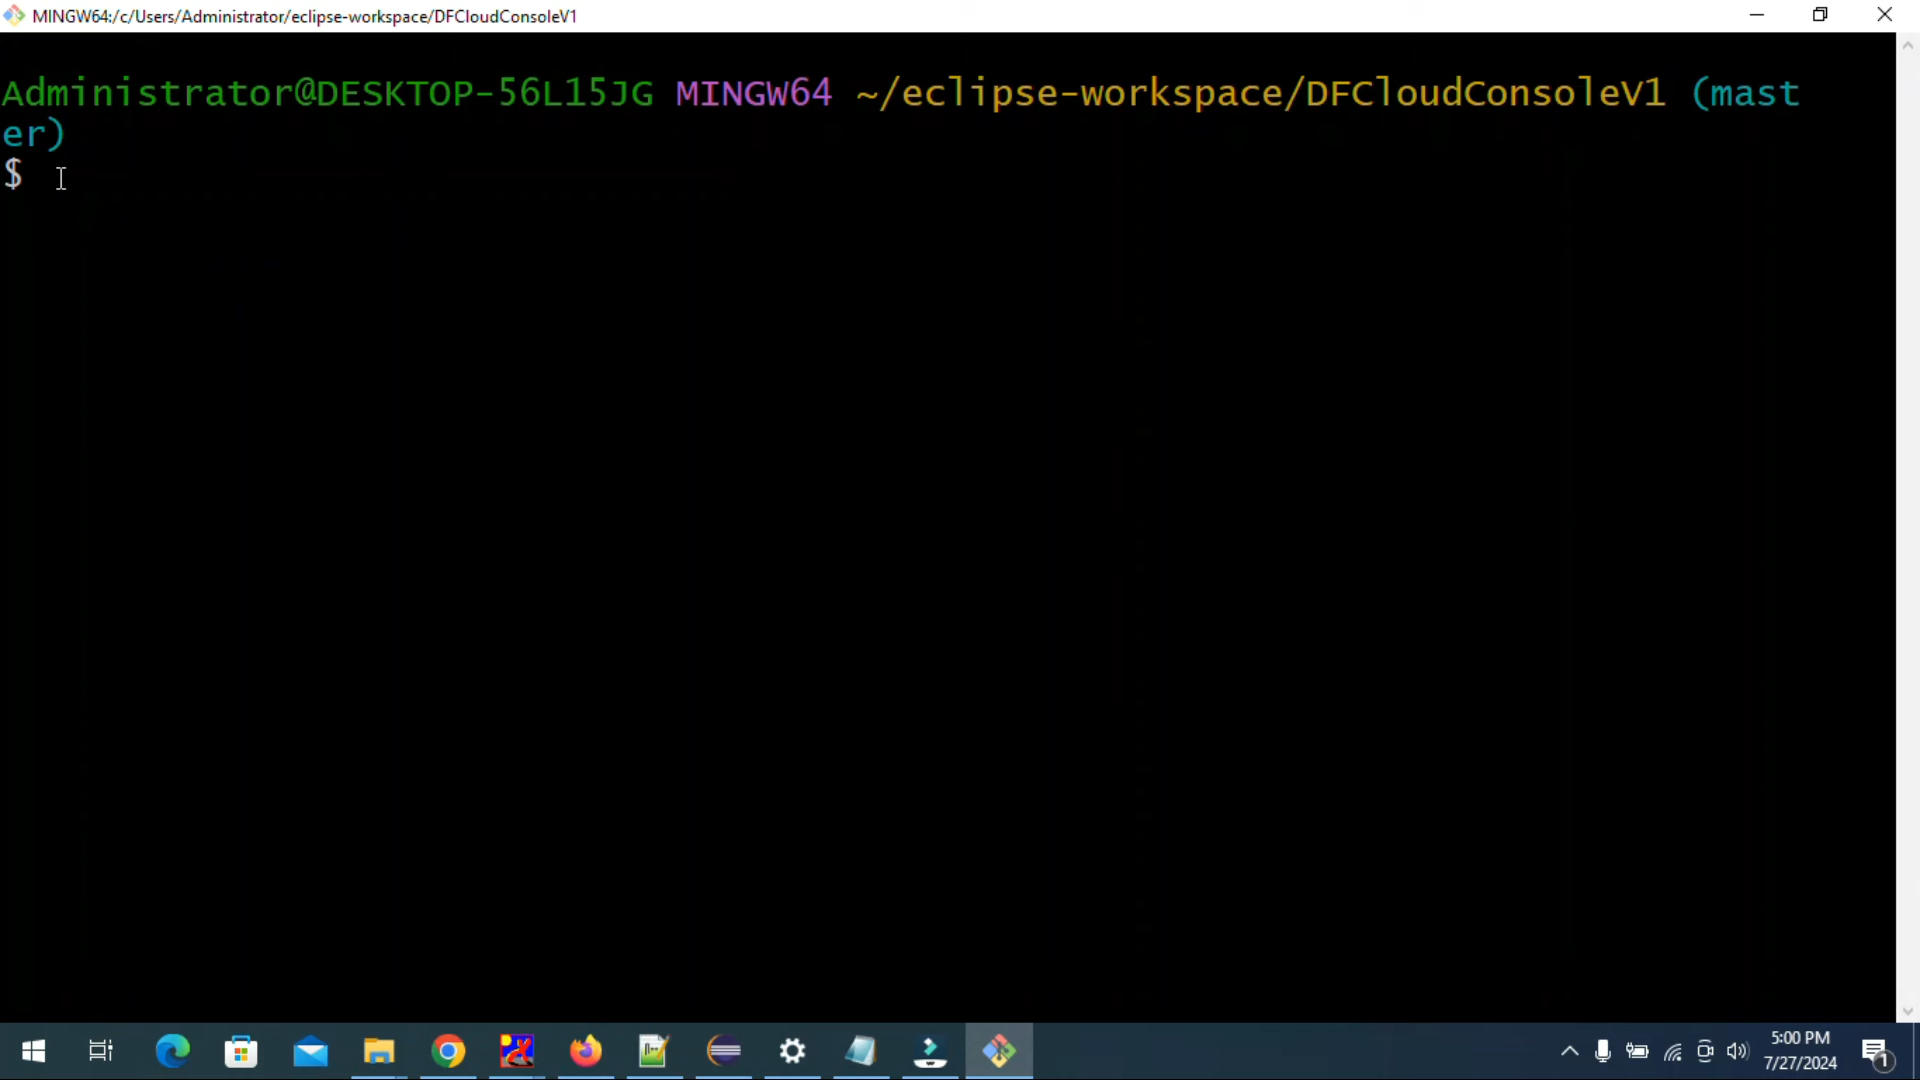 MINGW64:/c/Users/Administrator/eclipse-workspace/DFCloudConsoleV1
Administrator@DESKTOP-56L15JG MINGW64 ~/eclipse-workspace/DFCloudConsoleV1 (mast
er)
$
5:00 PM
7/27/2024
1